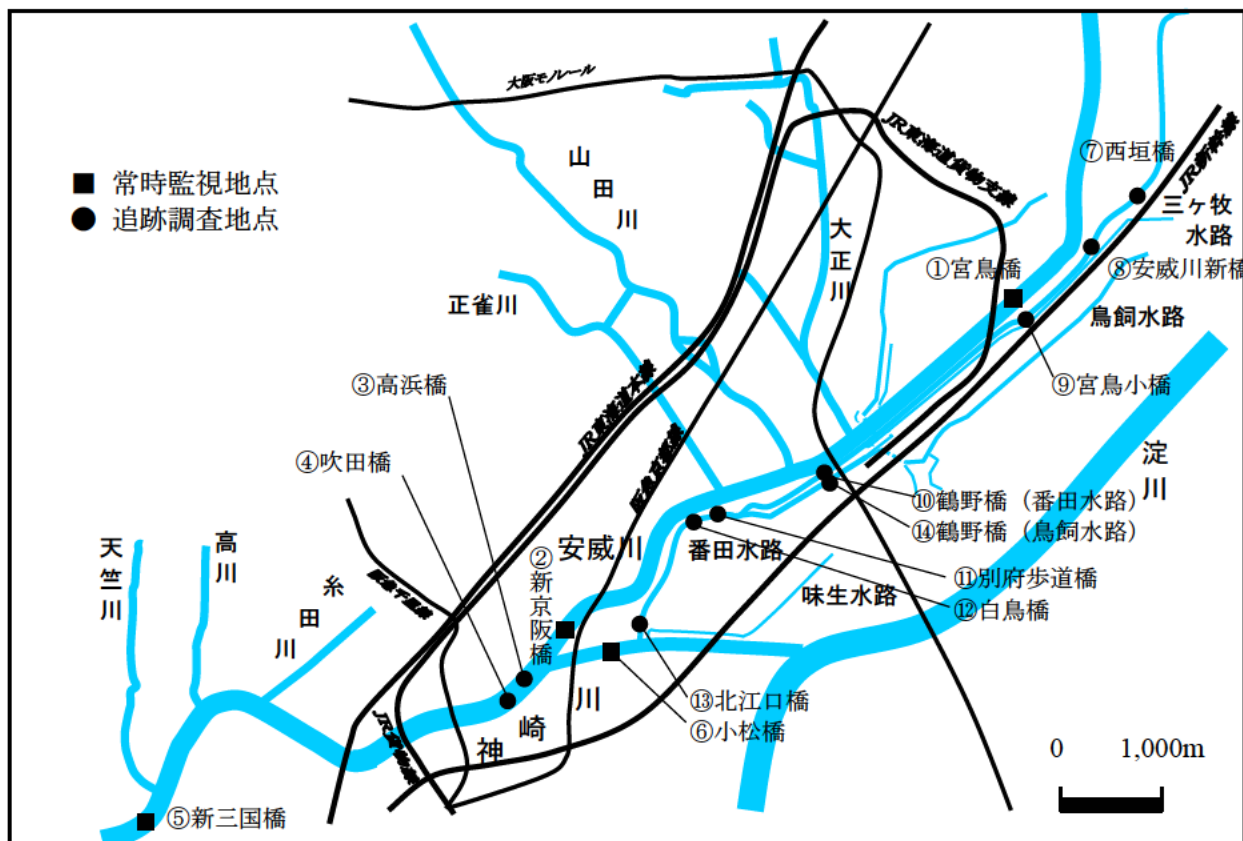 大阪モノレール
■ 常時監視地点
● 追跡調査地点
山田川
JR東海道貨物支線
JR新幹線
⑦西垣橋
三ヶ牧
水路
大正川
①宮鳥橋
⑧安威川新橋
正雀川
鳥飼水路
③高浜橋
JR東海道本線
⑨宮鳥小橋
④吹田橋
阪急京都線
淀川
⑩鶴野橋（番田水路）
⑭鶴野橋（鳥飼水路）
安威川
番田水路
天竺川
高川
糸田川
阪急千里線
②新京阪橋
味生水路
⑪別府歩道橋
⑫白鳥橋
⑬北江口橋
⑥小松橋
神崎川
JR貨物線
⑤新三国橋
0 1,000m